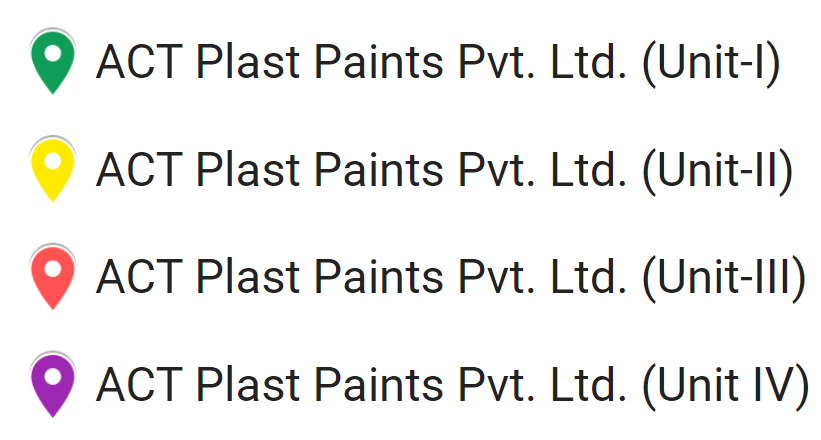 ACT Plast Paints Pvt. Ltd. (Unit-I)
ACT Plast Paints Pvt. Ltd. (Unit-II)
ACT Plast Paints Pvt. Ltd. (Unit-III)
ACT Plast Paints Pvt. Ltd. (Unit IV)